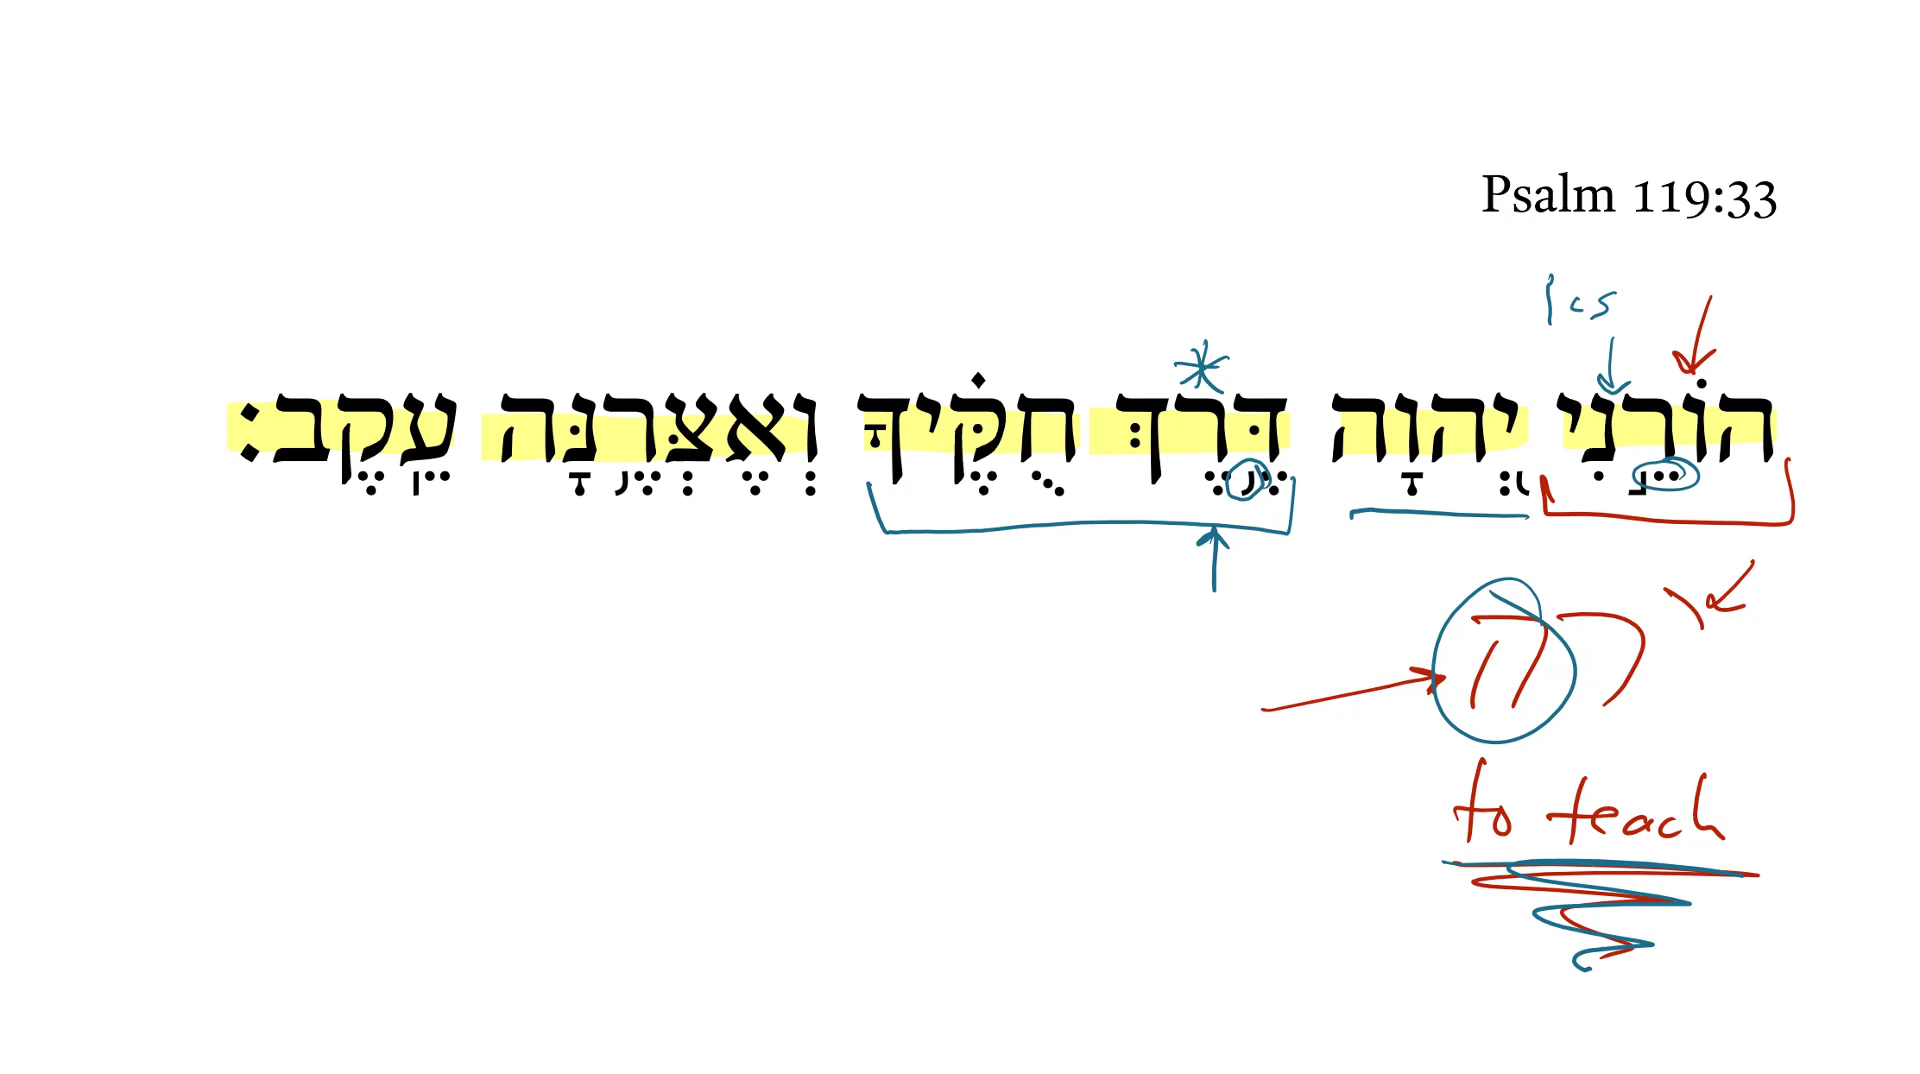 Psalm 119:33
1cs
הוֹרֵ֣נִי יְ֭הוָה דֶּ֥רֶךְ חֻקֶּ֗יךָ וְאֶצְּרֶ֥נָּה עֵֽקֶב׃
ירה
to teach